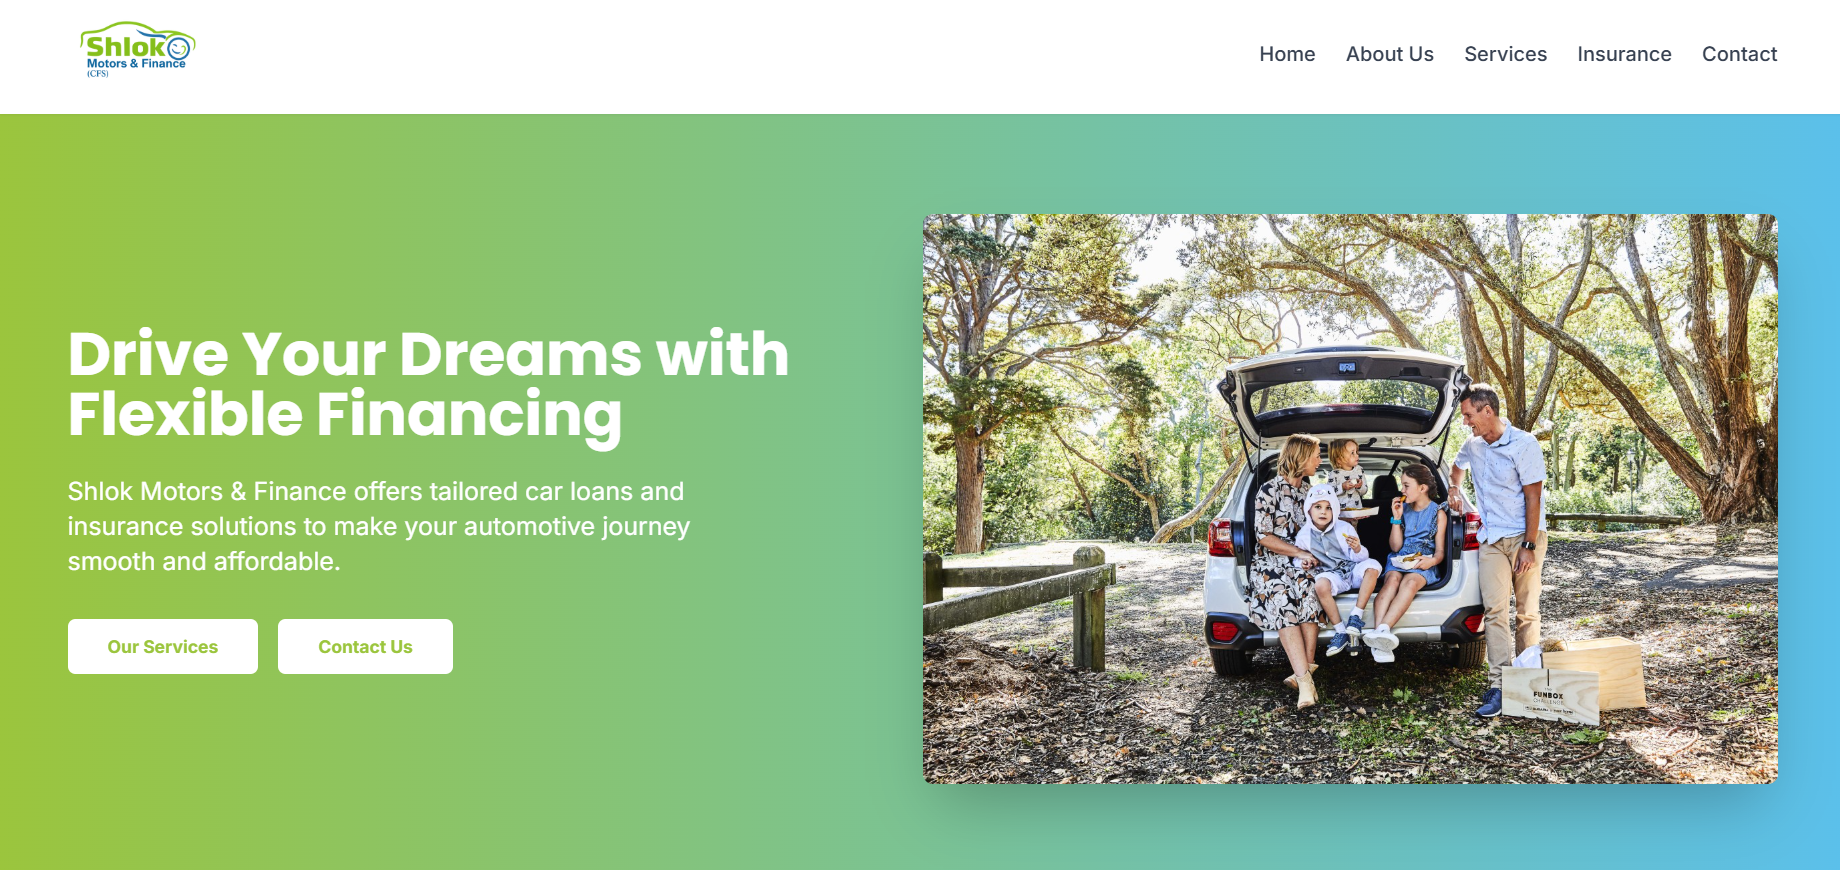 Shlok
Motors & Finance
(CFS)
Home About Us Services Insurance Contact
Drive Your Dreams with
Flexible Financing
Shlok Motors & Finance offers tailored car loans and
insurance solutions to make your automotive journey
smooth and affordable.
Our Services Contact Us
FUNBOX
CHALLENGE